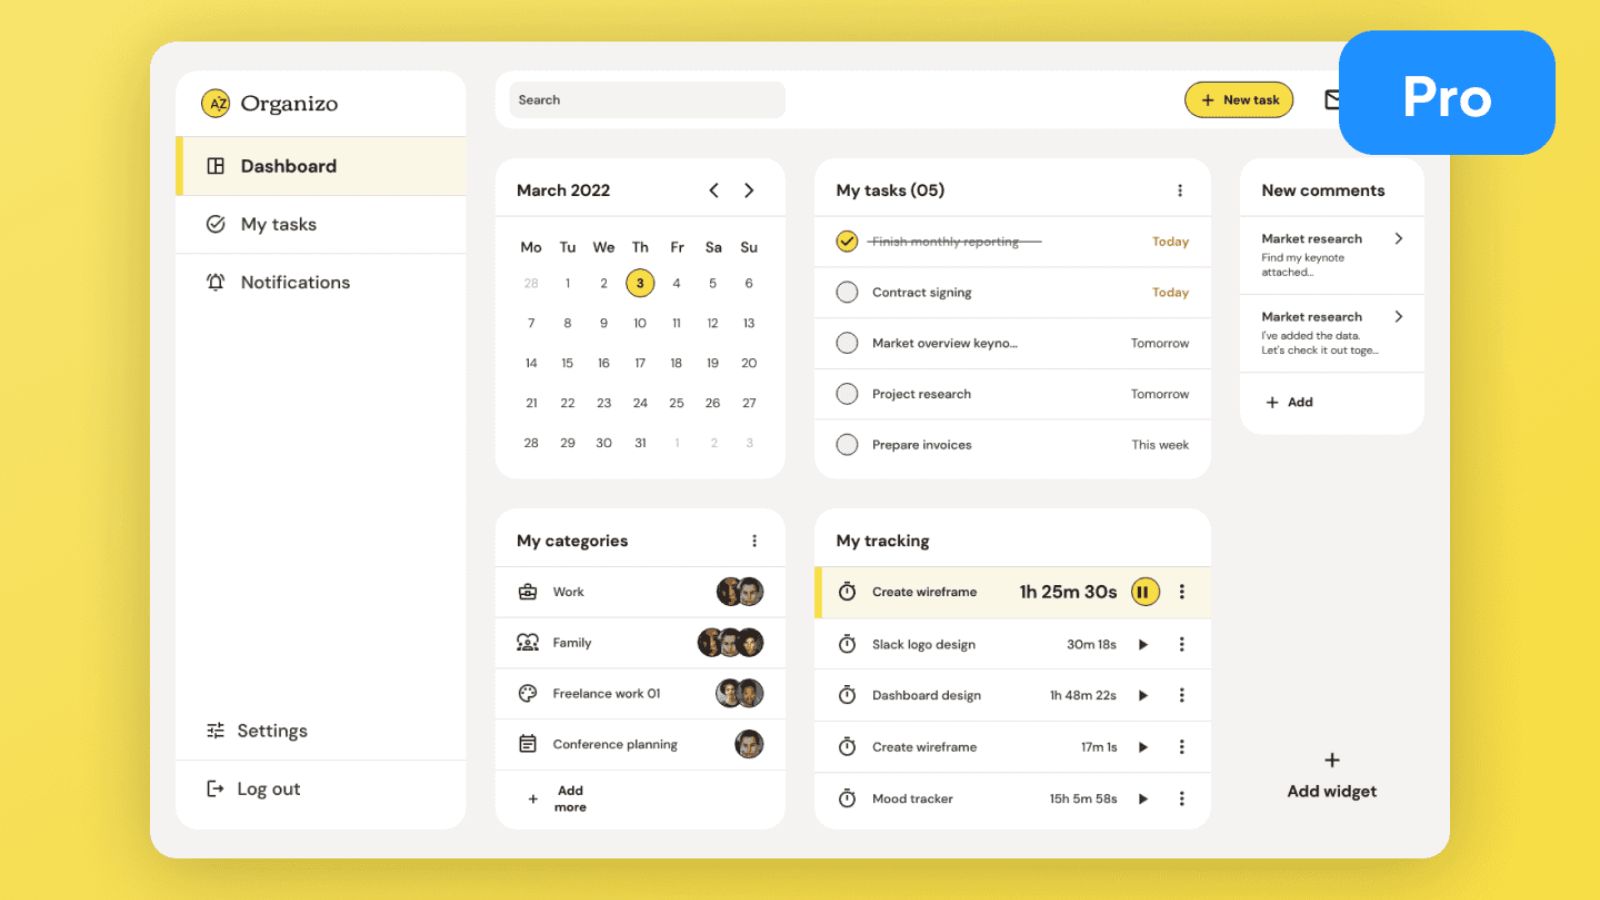 AZ Organizo
Dashboard
My tasks
Notifications
Settings
Log out
Search
+ New task
Pro
March 2022
Mo Tu We Th Fr Sa Su
28 1 2 3 4 5 6
7 8 9 10 11 12 13
14 15 16 17 18 19 20
21 22 23 24 25 26 27
28 29 30 31 1 2 3
My tasks (05)
Finish monthly reporting Today
Contract signing Today
Market overview keyno... Tomorrow
Project research Tomorrow
Prepare invoices This week
New comments
Market research
Find my keynote
attached...
Market research
I've added the data.
Let's check it out toge...
+ Add
My categories
Work
Family
Freelance work 01
Conference planning
+ Add
more
My tracking
Create wireframe 1h 25m 30s
Slack logo design 30m 18s
Dashboard design 1h 48m 22s
Create wireframe 17m 1s
Mood tracker 15h 5m 58s
+
Add widget